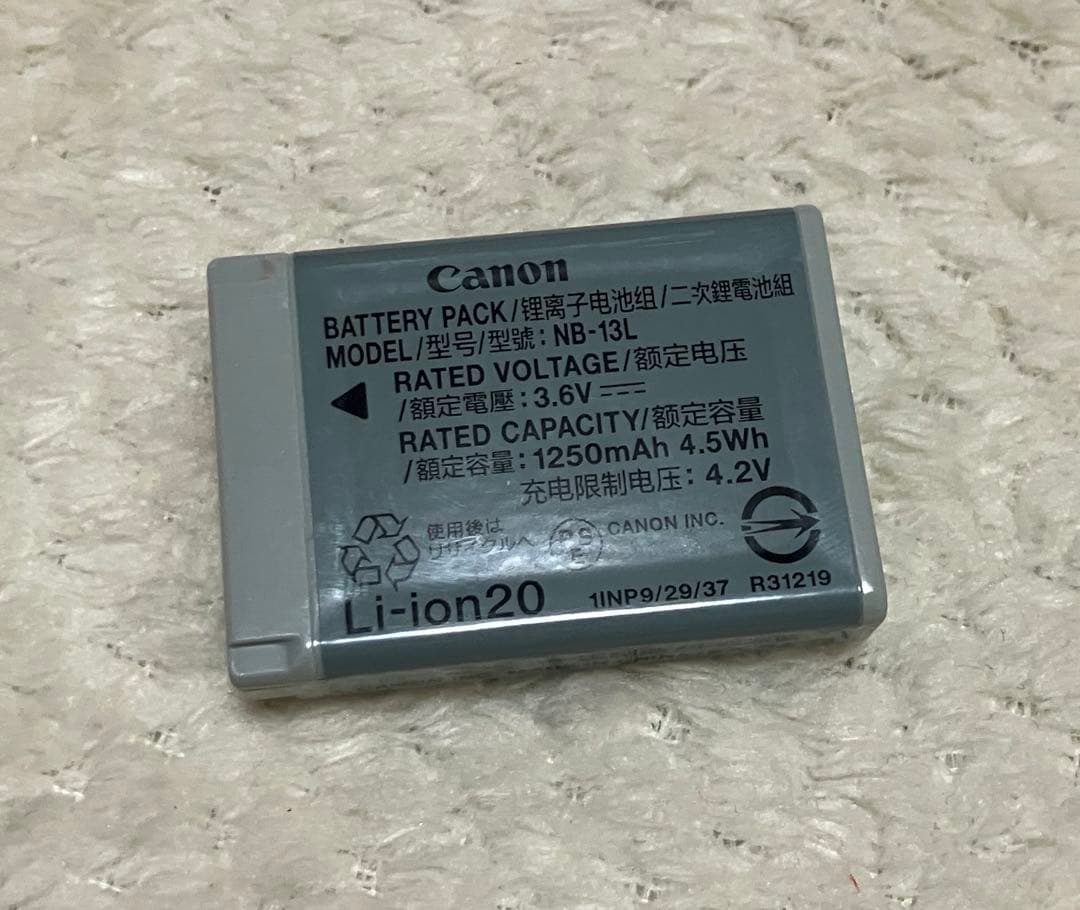 Canon
BATTERY PACK/锂离子电池组/二次鋰電池組
MODEL/型号/型號: NB-13L
RATED VOLTAGE/额定电压
/額定電壓: 3.6V
RATED CAPACITY/额定容量
/額定容量: 1250mAh 4.5Wh
充电限制电压: 4.2V
使用後は
リサイクルへ
PS
E
CANON INC.
Li-ion20
1INP9/29/37
R31219